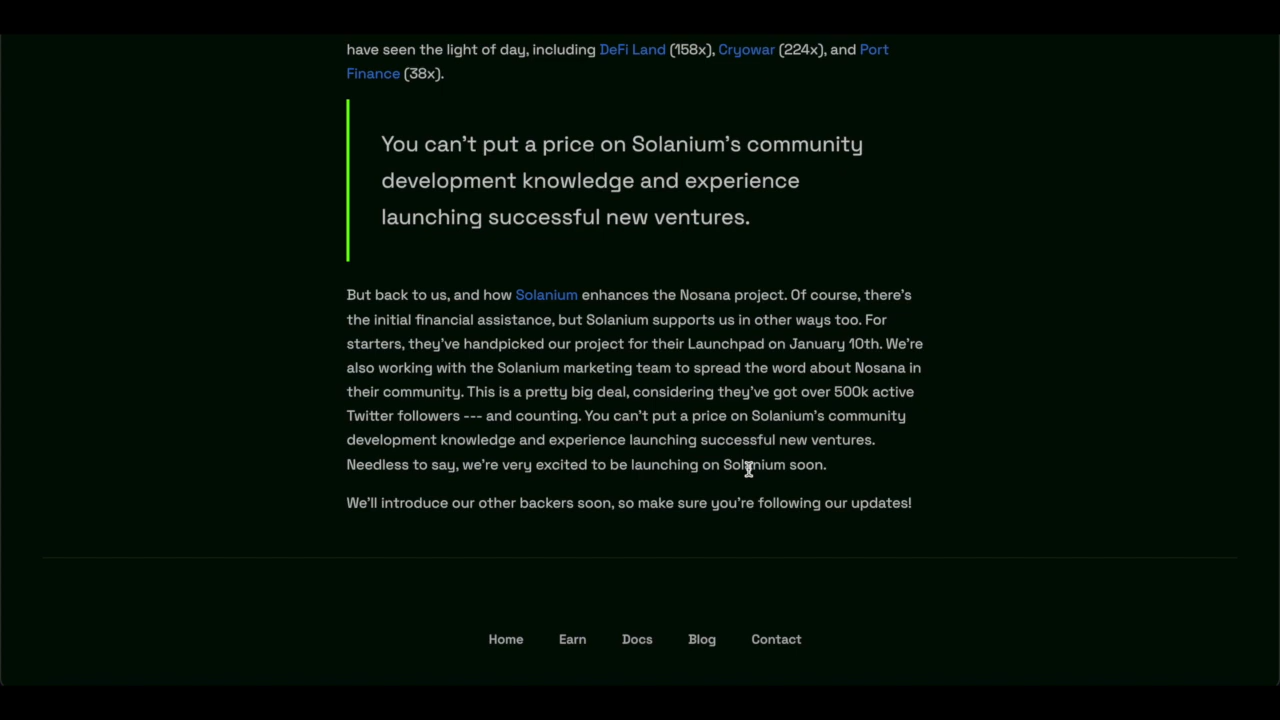 have seen the light of day, including DeFi Land (158x), Cryowar (224x), and Port
Finance (38x).
You can't put a price on Solanium's community
development knowledge and experience
launching successful new ventures.
But back to us, and how Solanium enhances the Nosana project. Of course, there's
the initial financial assistance, but Solanium supports us in other ways too. For
starters, they've handpicked our project for their Launchpad on January 10th. We're
also working with the Solanium marketing team to spread the word about Nosana in
their community. This is a pretty big deal, considering they've got over 500k active
Twitter followers --- and counting. You can't put a price on Solanium's community
development knowledge and experience launching successful new ventures.
Needless to say, we're very excited to be launching on Solanium soon.
We'll introduce our other backers soon, so make sure you're following our updates!
Home Earn Docs Blog Contact